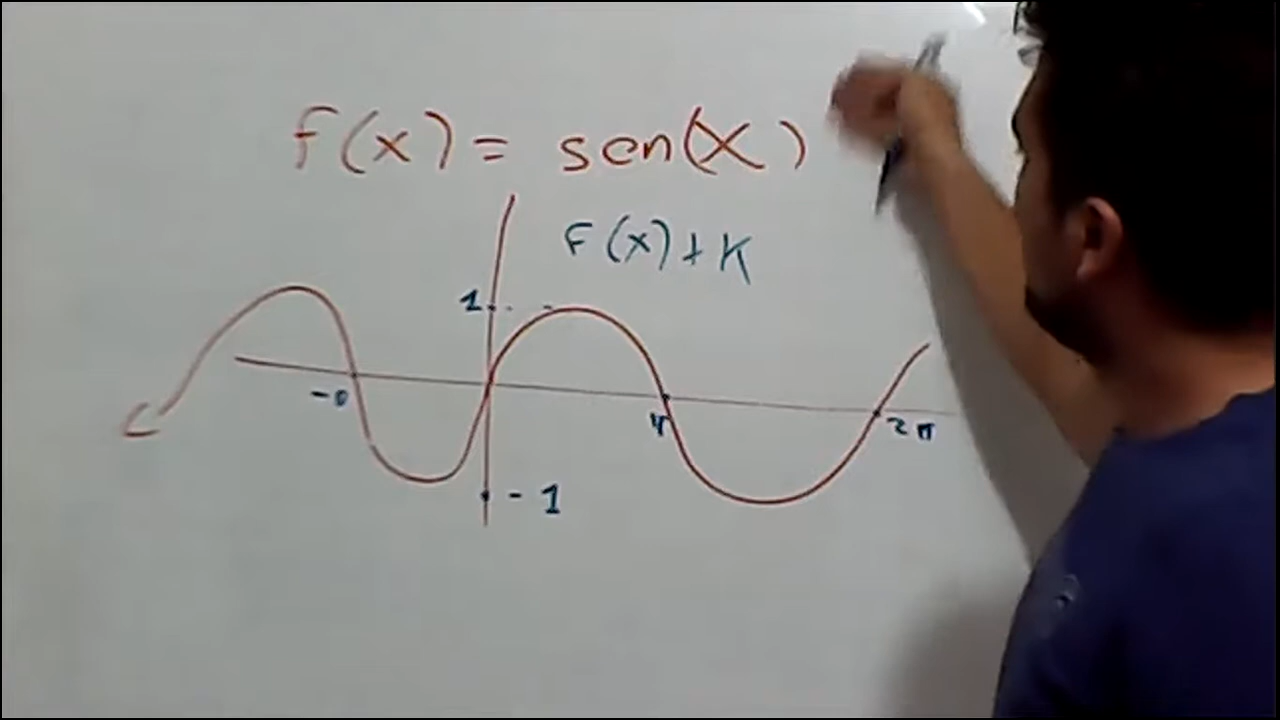 f(x) = sen(x)
F(x)+K
1
π
2π
- 1